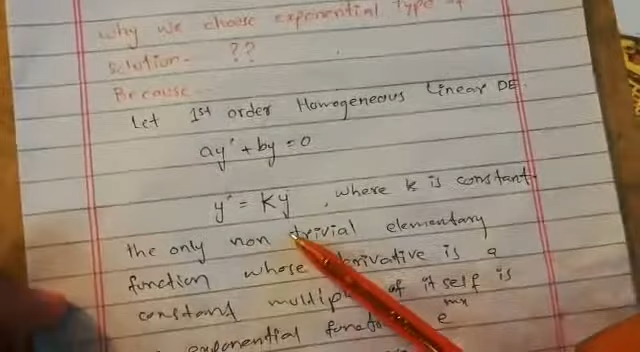 why we choose exponential type of
solution- ??
Because -
Let 1st order Homogeneous linear DE.
ay' + by = 0
y' = Ky , where k is constant.
the only non trivial elementary
function whose derivative is a
constant multiple of itself is
exponential function e^mx